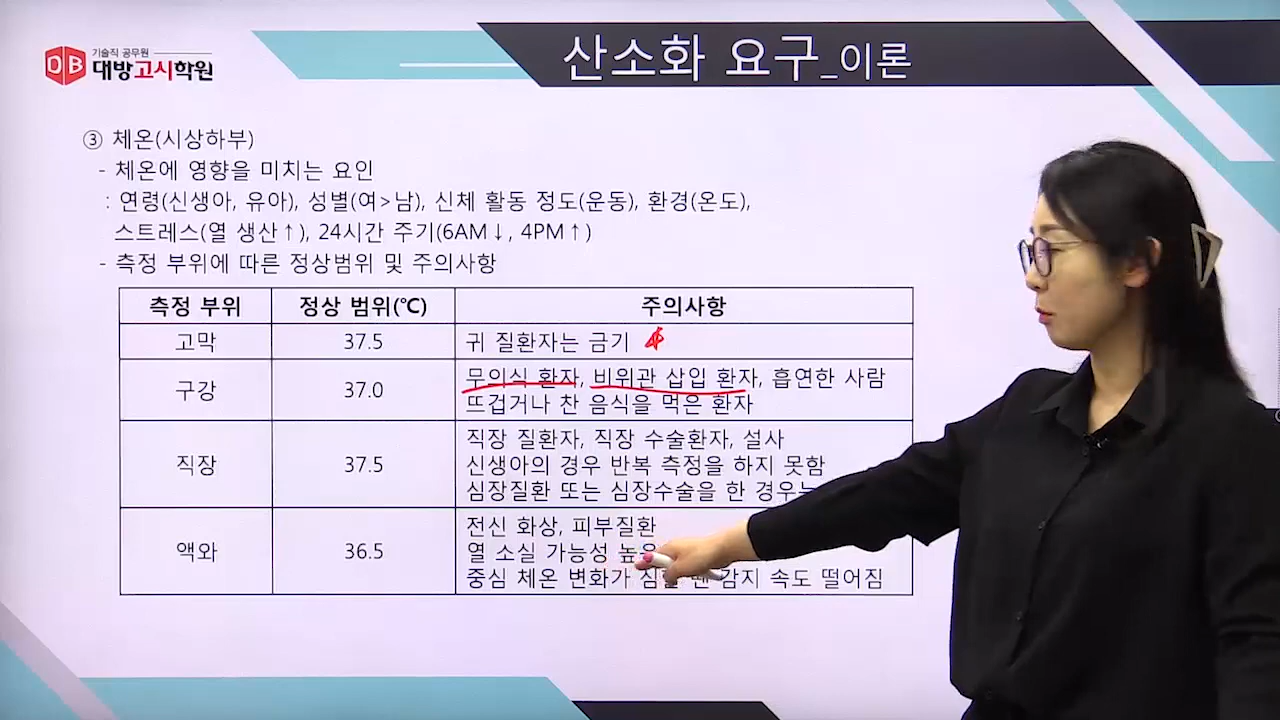 기술직 공무원
DB 대방고시학원
산소화 요구_이론
③ 체온(시상하부)
- 체온에 영향을 미치는 요인
: 연령(신생아, 유아), 성별(여>남), 신체 활동 정도(운동), 환경(온도),
스트레스(열 생산↑), 24시간 주기(6AM↓, 4PM↑)
- 측정 부위에 따른 정상범위 및 주의사항
측정 부위 정상 범위(℃) 주의사항
고막 37.5 귀 질환자는 금기
구강 37.0 무의식 환자, 비위관 삽입 환자, 흡연한 사람
뜨겁거나 찬 음식을 먹은 환자
직장 37.5 직장 질환자, 직장 수술환자, 설사
신생아의 경우 반복 측정을 하지 못함
심장질환 또는 심장수술을 한
액와 36.5 전신 화상, 피부질환
열 소실 가능성
중심 체온 변화가 감지 속도 떨어짐